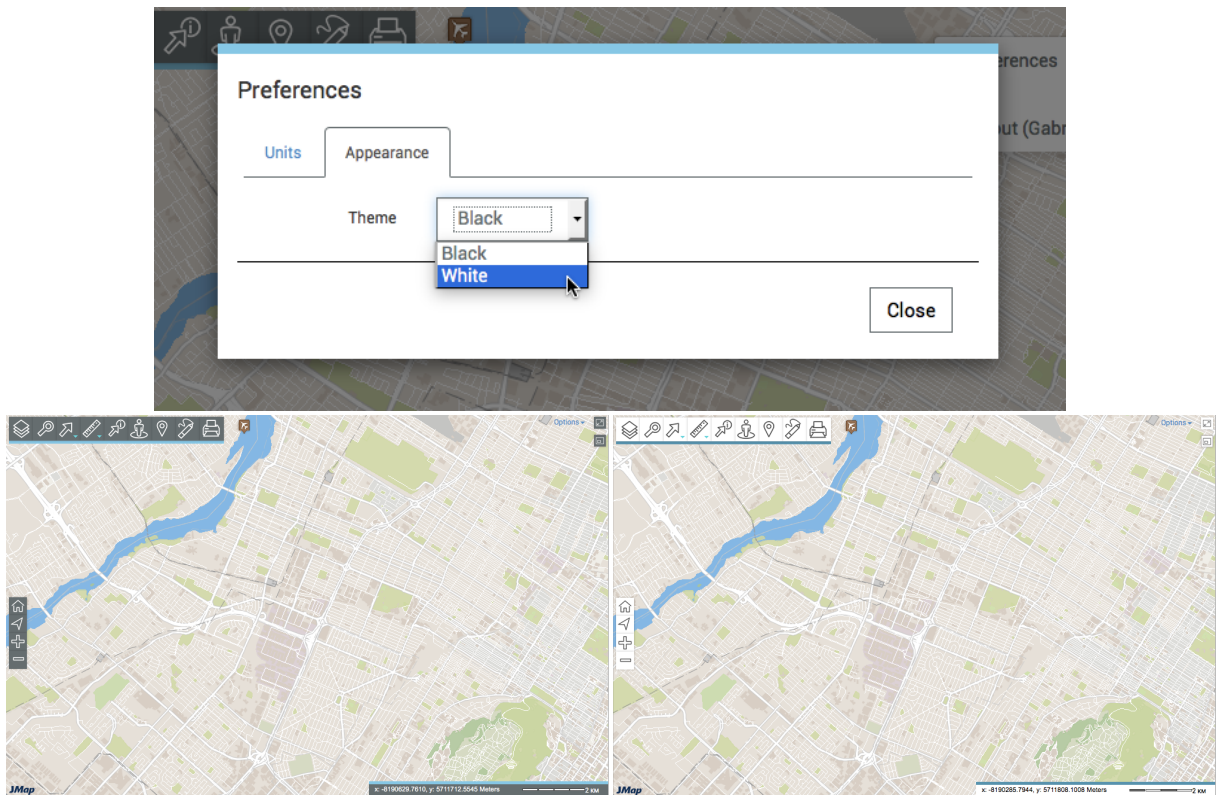 erences
Preferences
out (Gabr
Units
Appearance
Theme
Black
Black
White
Close
Options
Options
JMap
x: -8190629.7610, y: 5711712.5545 Meters
2 KM
JMap
x: -8190285.7944, y: 5711808.1008 Meters
2 KM